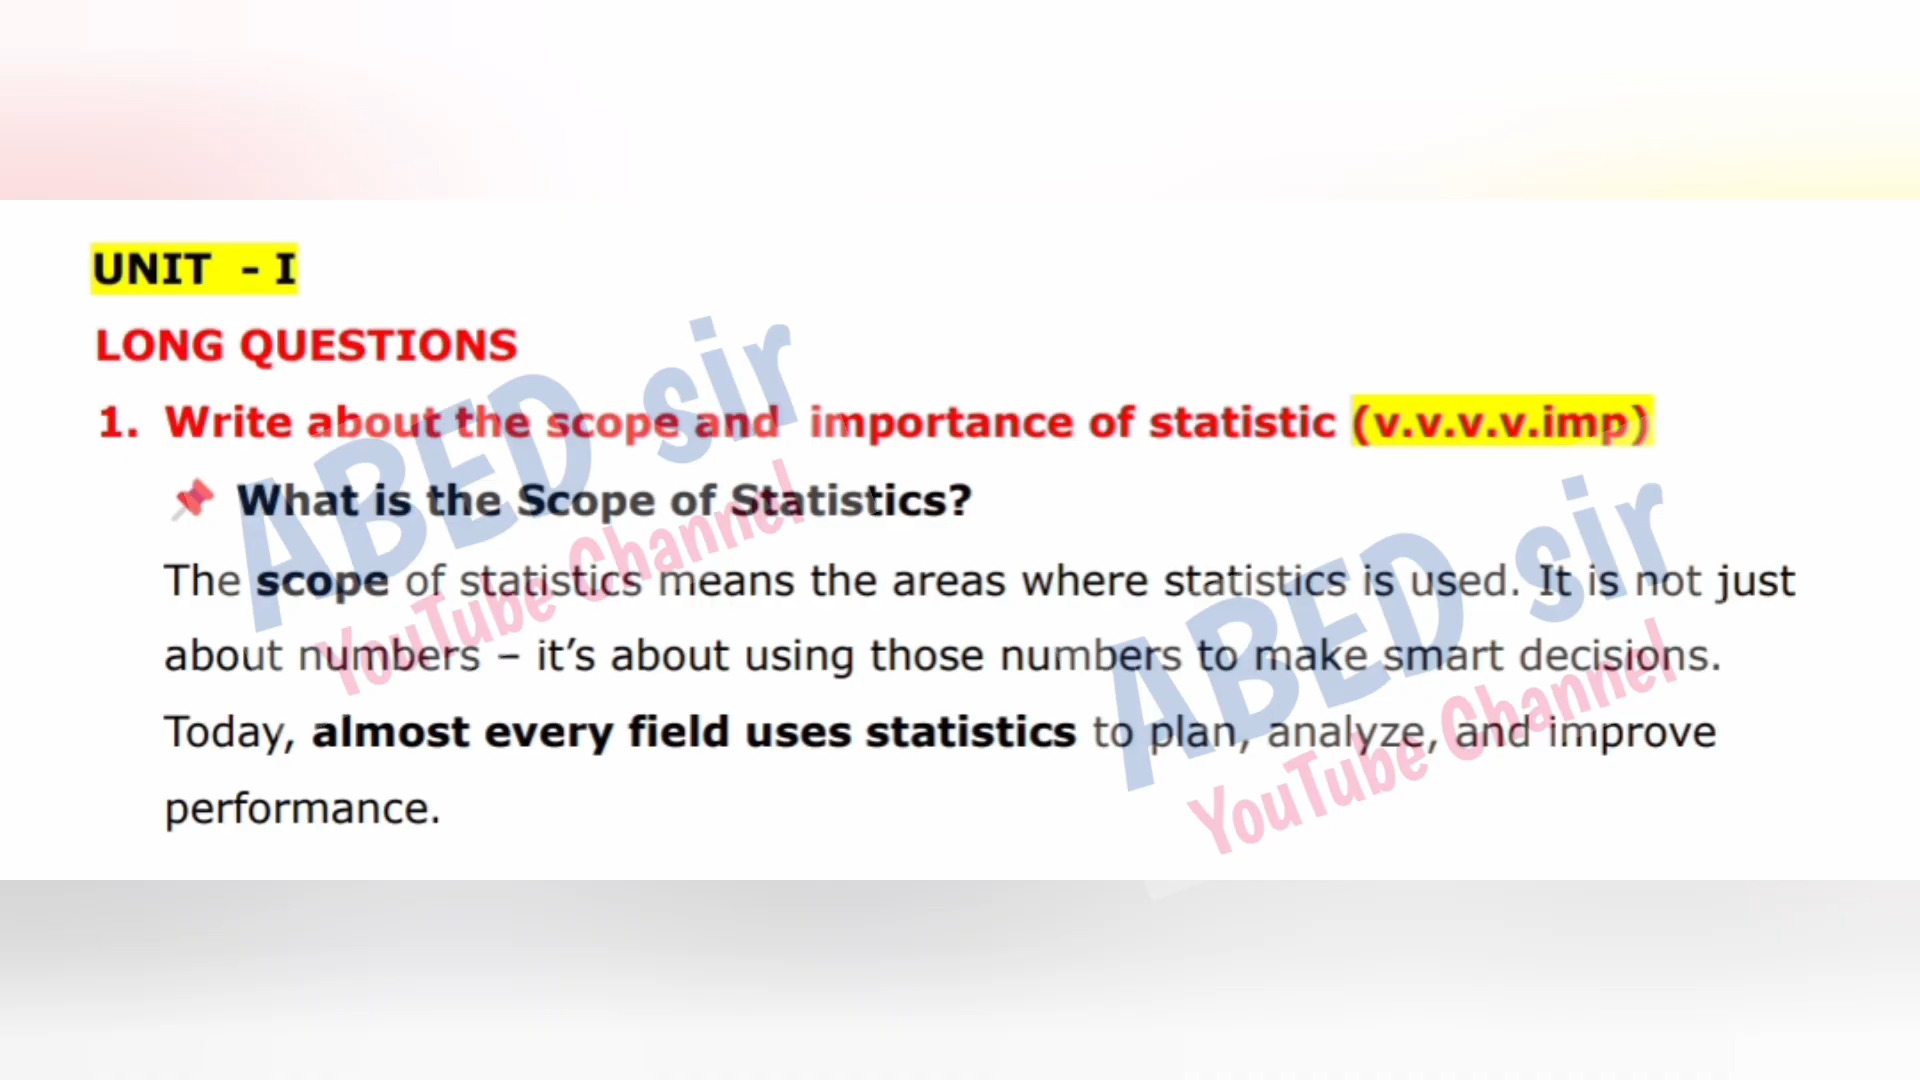 UNIT - I
LONG QUESTIONS
1. Write about the scope and importance of statistic (v.v.v.v.imp)
📌 What is the Scope of Statistics?
The scope of statistics means the areas where statistics is used. It is not just
about numbers – it’s about using those numbers to make smart decisions.
Today, almost every field uses statistics to plan, analyze, and improve
performance.
ABED sir
YouTube Channel
ABED sir
YouTube Channel